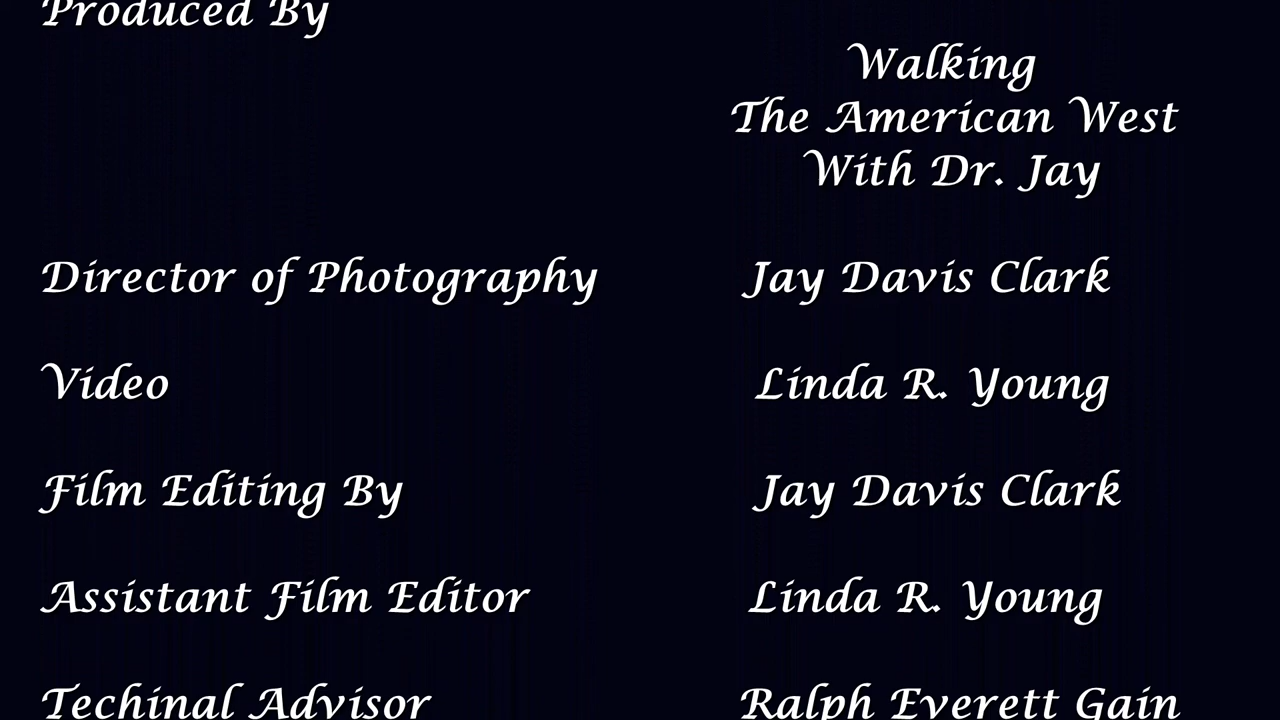 Produced By
Walking
The American West
With Dr. Jay
Director of Photography Jay Davis Clark
Video Linda R. Young
Film Editing By Jay Davis Clark
Assistant Film Editor Linda R. Young
Techinal Advisor Ralph Everett Gain